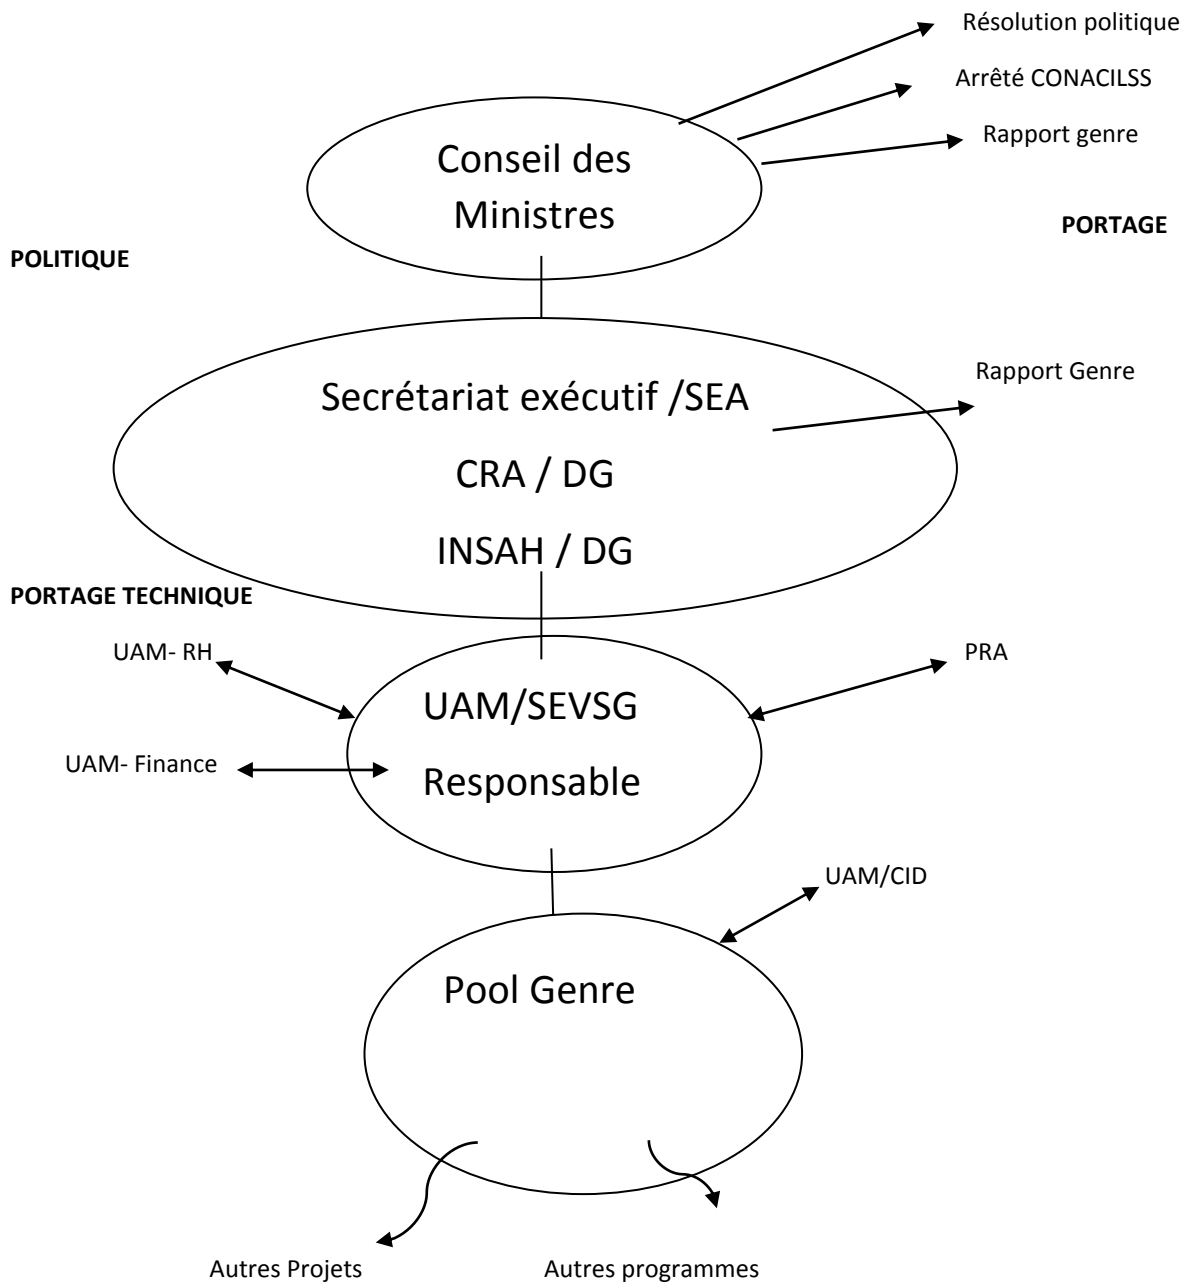 Résolution politique
Arrêté CONACILSS
Rapport genre
Conseil des
Ministres
PORTAGE
POLITIQUE
Rapport Genre
Secrétariat exécutif /SEA
CRA / DG
INSAH / DG
PORTAGE TECHNIQUE
UAM- RH
PRA
UAM/SEVSG
UAM- Finance
Responsable
UAM/CID
Pool Genre
Autres Projets
Autres programmes